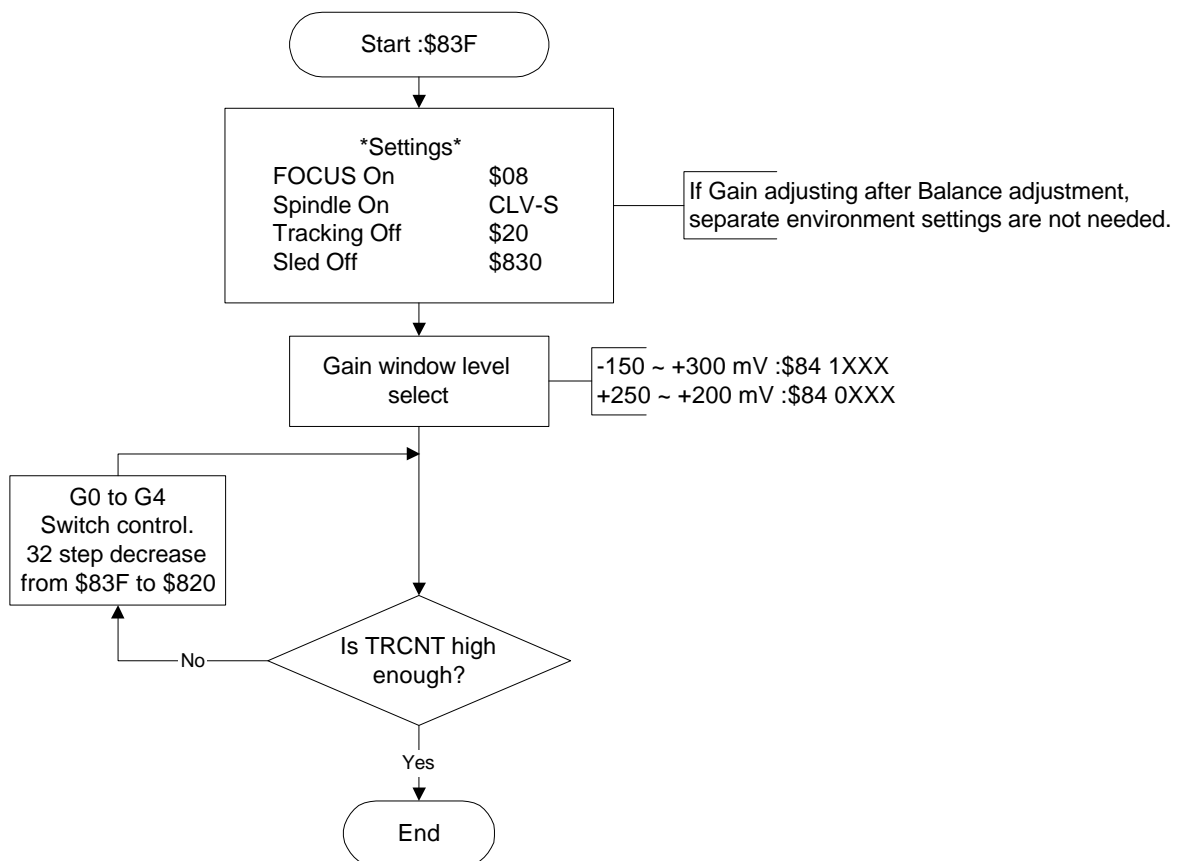 Start :$83F
*Settings*
FOCUS On $08
Spindle On CLV-S
Tracking Off $20
Sled Off $830
If Gain adjusting after Balance adjustment,
separate environment settings are not needed.
Gain window level
select
-150 ~ +300 mV :$84 1XXX
+250 ~ +200 mV :$84 0XXX
G0 to G4
Switch control.
32 step decrease
from $83F to $820
Is TRCNT high
enough?
No
Yes
End